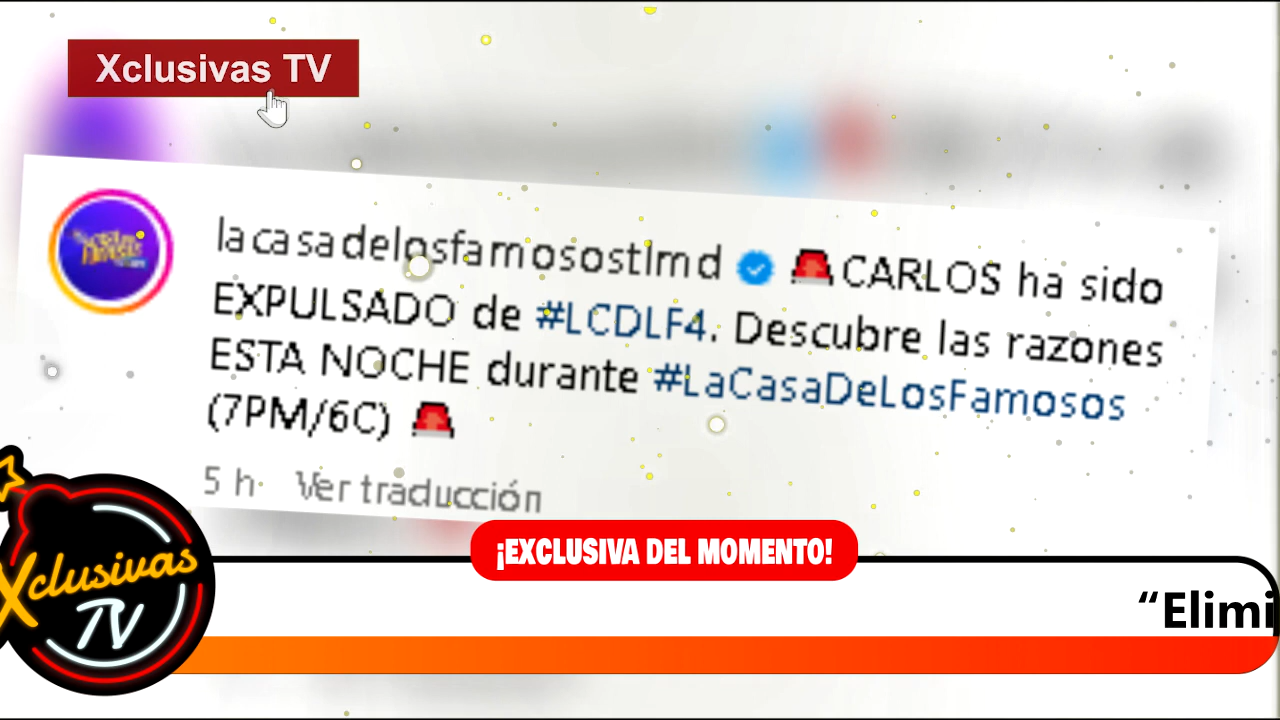 Xclusivas TV
lacasadelosfamosostlmd 🚨CARLOS ha sido
EXPULSADO de #LCDLF4. Descubre las razones
ESTA NOCHE durante #LaCasaDeLosFamosos
(7PM/6C) 🚨
5 h Ver traducción
¡EXCLUSIVA DEL MOMENTO!
“Elimi
Xclusivas
TV